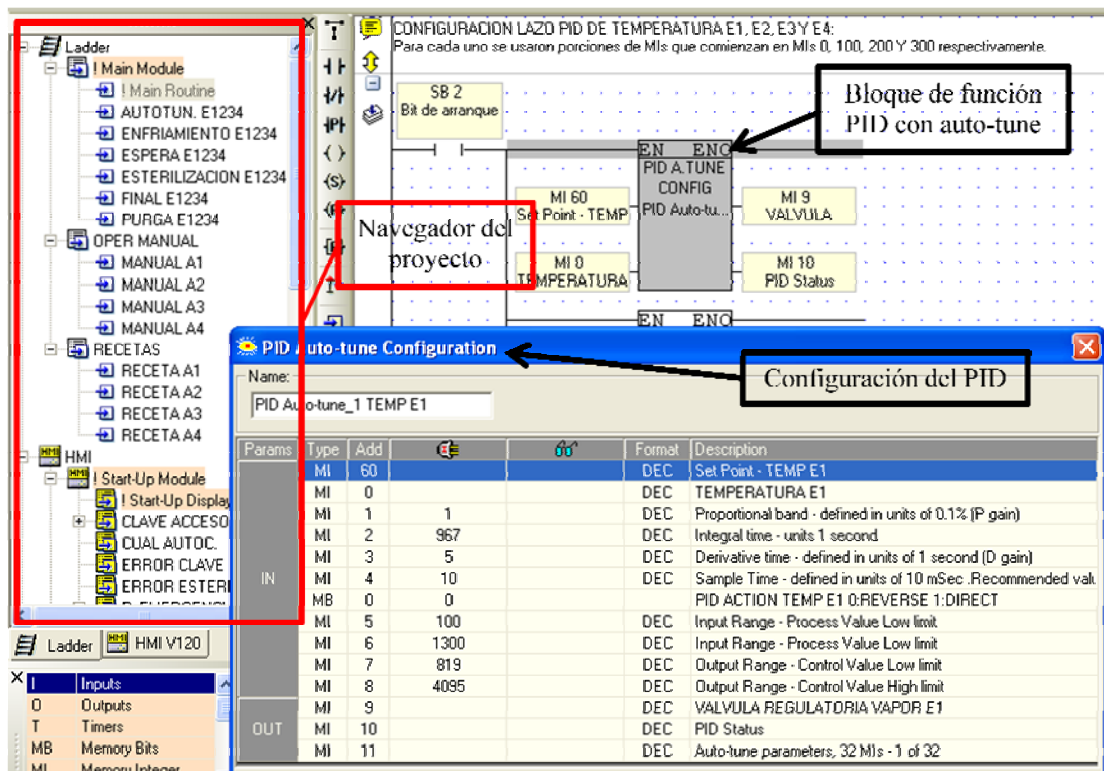 CONFIGURACION LAZO PID DE TEMPERATURA E1, E2, E3 Y E4:
Para cada uno se usaron porciones de MIs que comienzan en MIs 0, 100, 200 Y 300 respectivamente.
Ladder
! Main Module
! Main Routine
AUTOTUN. E1234
ENFRIAMIENTO E1234
ESPERA E1234
ESTERILIZACION E1234
FINAL E1234
PURGA E1234
OPER MANUAL
MANUAL A1
MANUAL A2
MANUAL A3
MANUAL A4
RECETAS
RECETA A1
RECETA A2
RECETA A3
RECETA A4
HMI
! Start-Up Module
! Start-Up Display
CLAVE ACCESO
CUAL AUTOC.
ERROR CLAVE
ERROR ESTERI
Ladder
HMI V120
I Inputs
O Outputs
T Timers
MB Memory Bits
MI Memory Integer
SB 2
Bit de arranque
Bloque de función
PID con auto-tune
EN ENO
PID A.TUNE
CONFIG
PID Auto-tu...
MI 60
Set Point - TEMP
MI 9
VALVULA
MI 0
TEMPERATURA
MI 10
PID Status
EN ENO
Navegador del
proyecto
PID Auto-tune Configuration
Configuración del PID
Name:
PID Auto-tune_1 TEMP E1
Params Type Add Format Description
IN
MI 60 DEC Set Point - TEMP E1
MI 0 DEC TEMPERATURA E1
MI 1 1 DEC Proportional band - defined in units of 0.1% (P gain)
MI 2 967 DEC Integral time - units 1 second
MI 3 5 DEC Derivative time - defined in units of 1 second (D gain)
MI 4 10 DEC Sample Time - defined in units of 10 mSec .Recommended valu
MB 0 0 PID ACTION TEMP E1 0:REVERSE 1:DIRECT
MI 5 100 DEC Input Range - Process Value Low limit
MI 6 1300 DEC Input Range - Process Value Low limit
MI 7 819 DEC Output Range - Control Value Low limit
MI 8 4095 DEC Output Range - Control Value High limit
OUT
MI 9 DEC VALVULA REGULATORIA VAPOR E1
MI 10 DEC PID Status
MI 11 DEC Auto-tune parameters, 32 MIs - 1 of 32